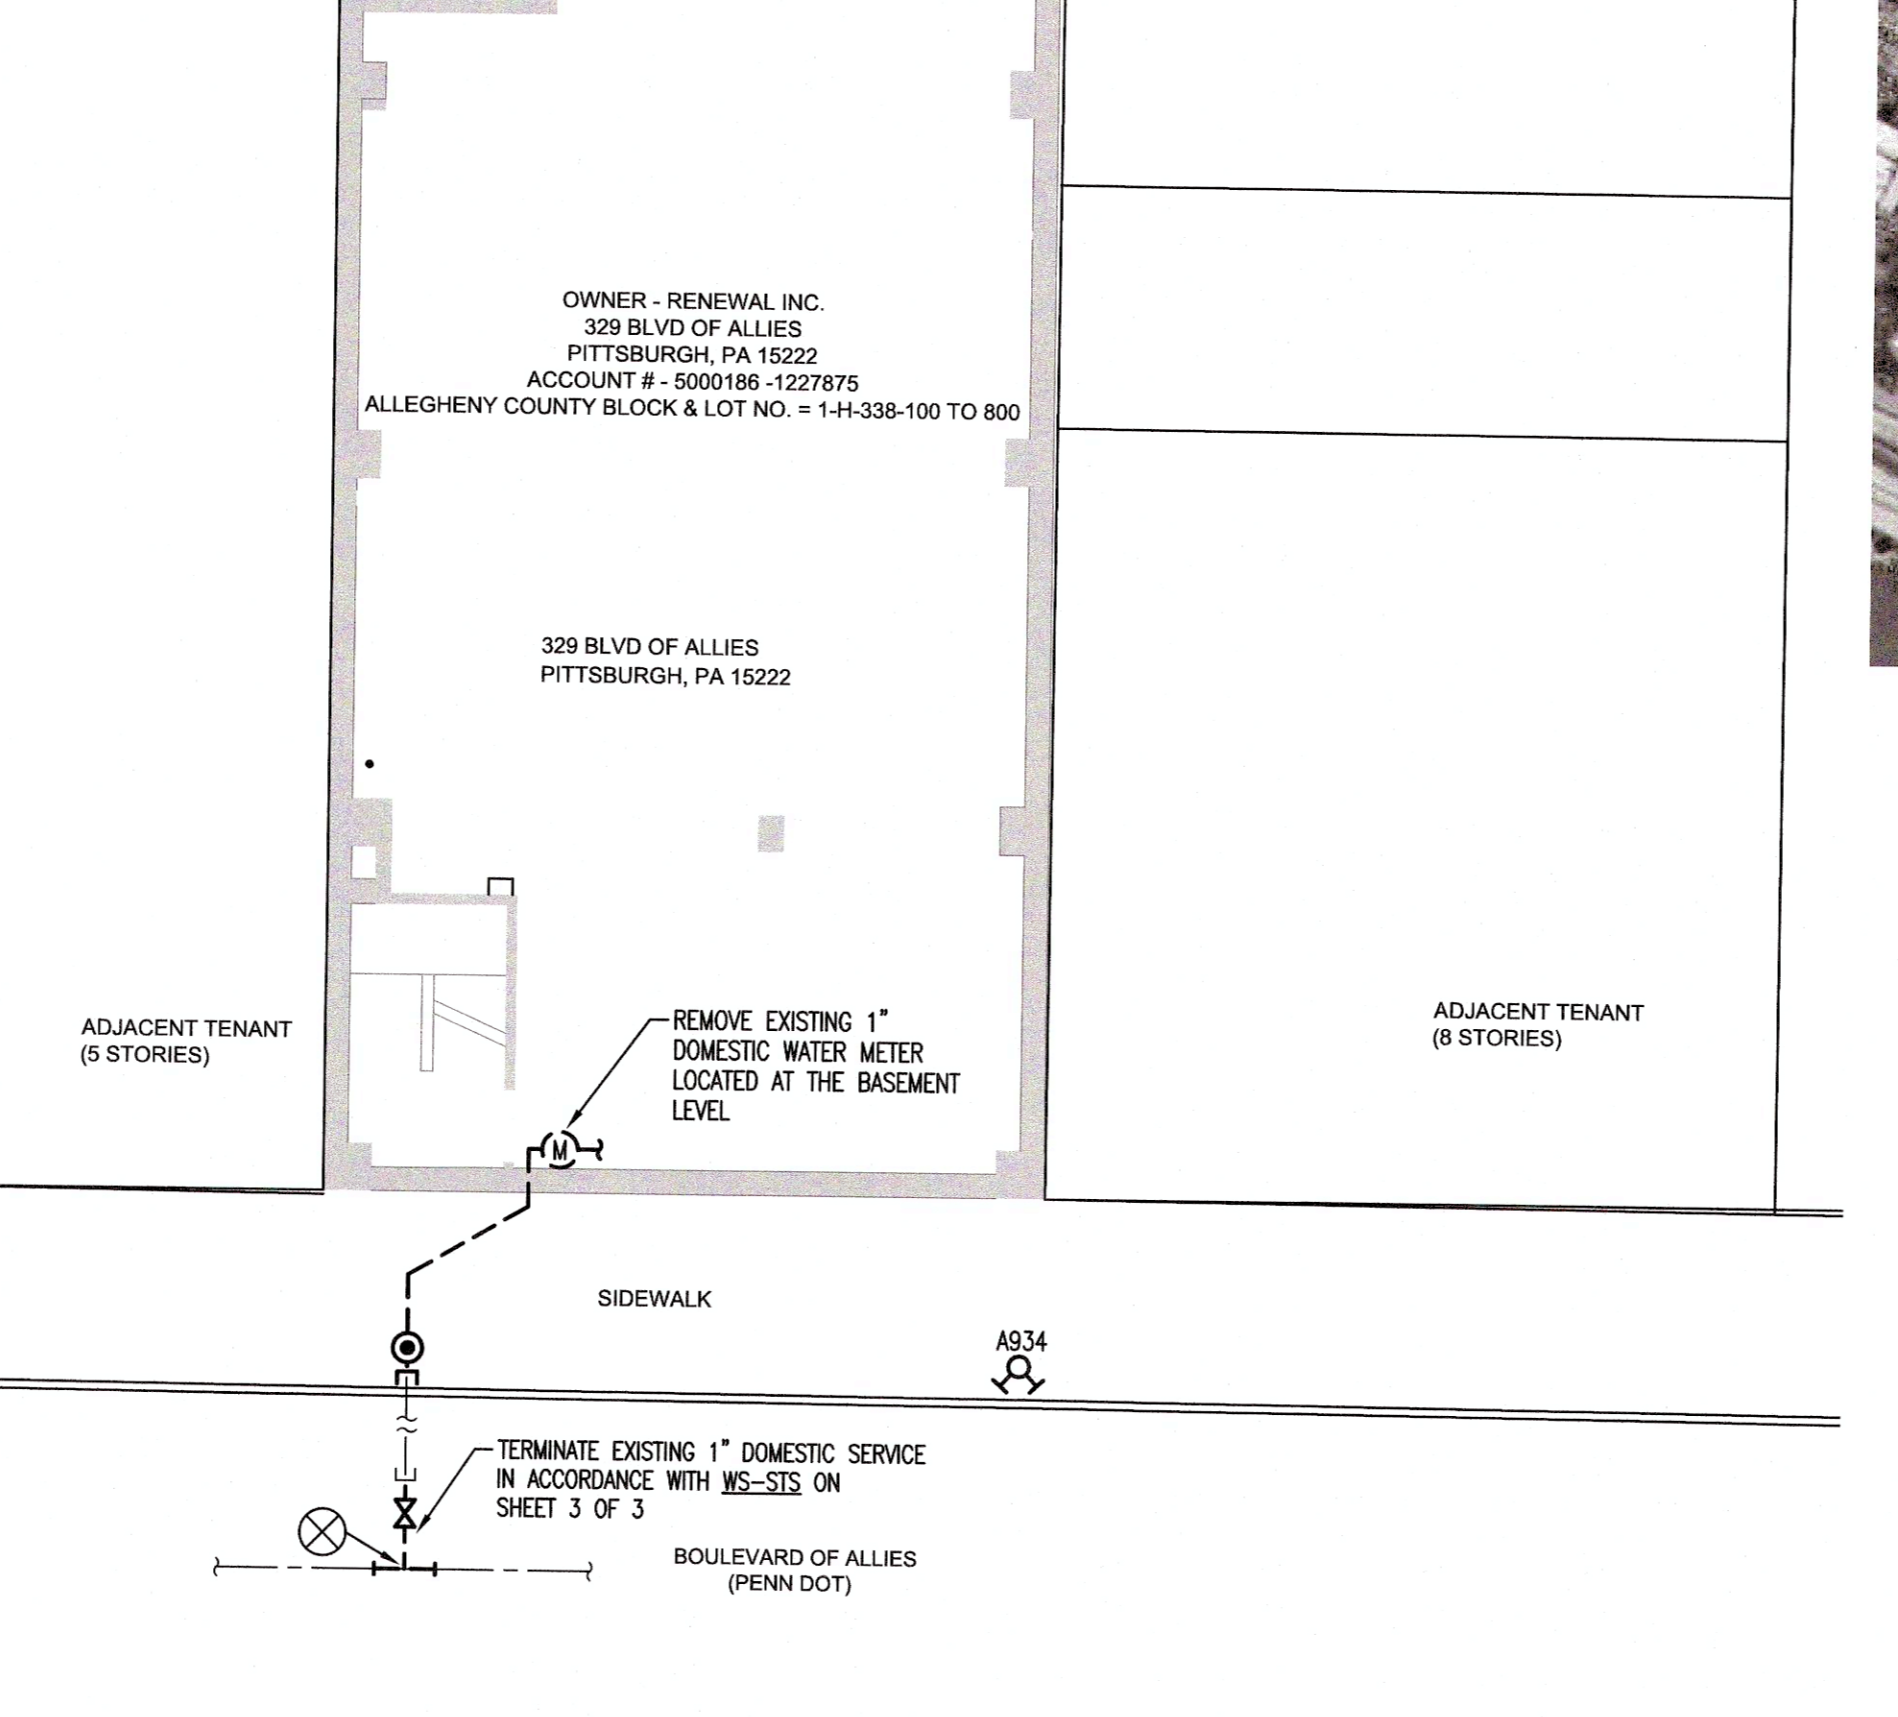 OWNER - RENEWAL INC.
329 BLVD OF ALLIES
PITTSBURGH, PA 15222
ACCOUNT # - 5000186 -1227875
ALLEGHENY COUNTY BLOCK & LOT NO. = 1-H-338-100 TO 800
329 BLVD OF ALLIES
PITTSBURGH, PA 15222
ADJACENT TENANT
(5 STORIES)
REMOVE EXISTING 1"
DOMESTIC WATER METER
LOCATED AT THE BASEMENT
LEVEL
ADJACENT TENANT
(8 STORIES)
M
SIDEWALK
A934
TERMINATE EXISTING 1" DOMESTIC SERVICE
IN ACCORDANCE WITH WS-STS ON
SHEET 3 OF 3
BOULEVARD OF ALLIES
(PENN DOT)